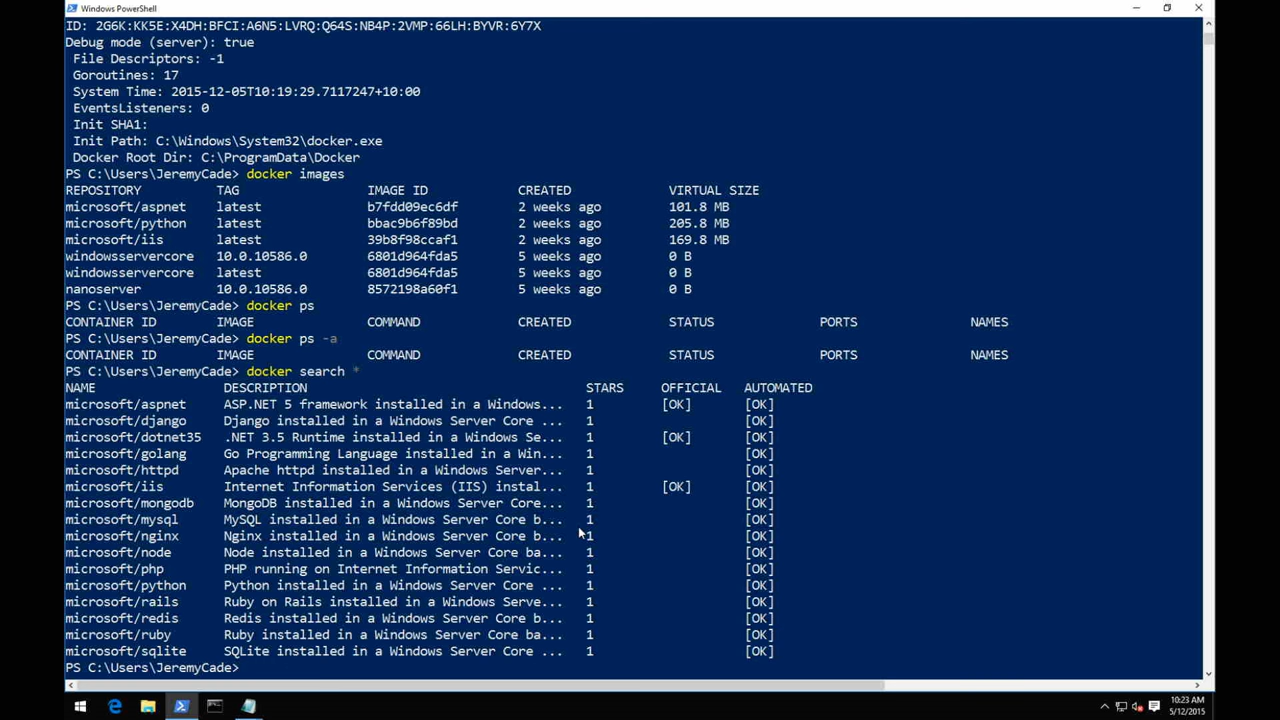 Windows PowerShell
ID: 2G6K:KK5E:X4DH:BFCI:A6N5:LVRQ:Q64S:NB4P:2VMP:66LH:BYVR:6Y7X
Debug mode (server): true
 File Descriptors: -1
 Goroutines: 17
 System Time: 2015-12-05T10:19:29.7117247+10:00
 EventsListeners: 0
 Init SHA1:
 Init Path: C:\Windows\System32\docker.exe
 Docker Root Dir: C:\ProgramData\Docker
PS C:\Users\JeremyCade> docker images
REPOSITORY TAG IMAGE ID CREATED VIRTUAL SIZE
microsoft/aspnet latest b7fdd09ec6df 2 weeks ago 101.8 MB
microsoft/python latest bbac9b6f89bd 2 weeks ago 205.8 MB
microsoft/iis latest 39b8f98ccaf1 2 weeks ago 169.8 MB
windowsservercore 10.0.10586.0 6801d964fda5 5 weeks ago 0 B
windowsservercore latest 6801d964fda5 5 weeks ago 0 B
nanoserver 10.0.10586.0 8572198a60f1 5 weeks ago 0 B
PS C:\Users\JeremyCade> docker ps
CONTAINER ID IMAGE COMMAND CREATED STATUS PORTS NAMES
PS C:\Users\JeremyCade> docker ps -a
CONTAINER ID IMAGE COMMAND CREATED STATUS PORTS NAMES
PS C:\Users\JeremyCade> docker search *
NAME DESCRIPTION STARS OFFICIAL AUTOMATED
microsoft/aspnet ASP.NET 5 framework installed in a Windows... 1 [OK] [OK]
microsoft/django Django installed in a Windows Server Core ... 1 [OK]
microsoft/dotnet35 .NET 3.5 Runtime installed in a Windows Se... 1 [OK] [OK]
microsoft/golang Go Programming Language installed in a Win... 1 [OK]
microsoft/httpd Apache httpd installed in a Windows Server... 1 [OK]
microsoft/iis Internet Information Services (IIS) instal... 1 [OK] [OK]
microsoft/mongodb MongoDB installed in a Windows Server Core... 1 [OK]
microsoft/mysql MySQL installed in a Windows Server Core b... 1 [OK]
microsoft/nginx Nginx installed in a Windows Server Core b... 1 [OK]
microsoft/node Node installed in a Windows Server Core ba... 1 [OK]
microsoft/php PHP running on Internet Information Servic... 1 [OK]
microsoft/python Python installed in a Windows Server Core ... 1 [OK]
microsoft/rails Ruby on Rails installed in a Windows Serve... 1 [OK]
microsoft/redis Redis installed in a Windows Server Core b... 1 [OK]
microsoft/ruby Ruby installed in a Windows Server Core ba... 1 [OK]
microsoft/sqlite SQLite installed in a Windows Server Core ... 1 [OK]
PS C:\Users\JeremyCade>
10:23 AM
5/12/2015